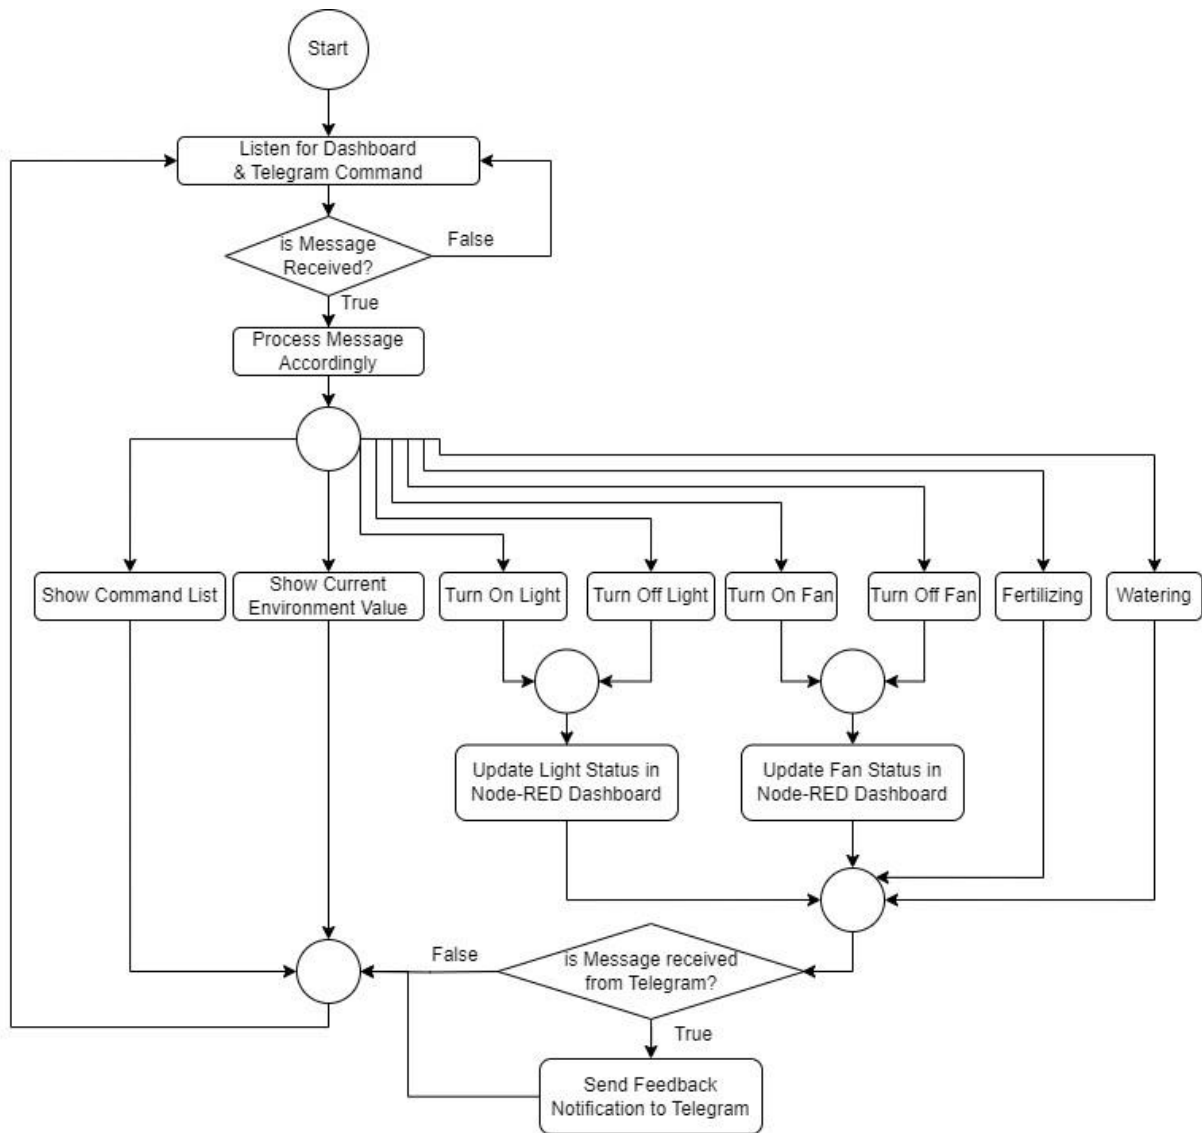 Start
Listen for Dashboard
& Telegram Command
is Message
Received?
False
True
Process Message
Accordingly
Show Command List
Show Current
Environment Value
Turn On Light
Turn Off Light
Turn On Fan
Turn Off Fan
Fertilizing
Watering
Update Light Status in
Node-RED Dashboard
Update Fan Status in
Node-RED Dashboard
is Message received
from Telegram?
False
True
Send Feedback
Notification to Telegram